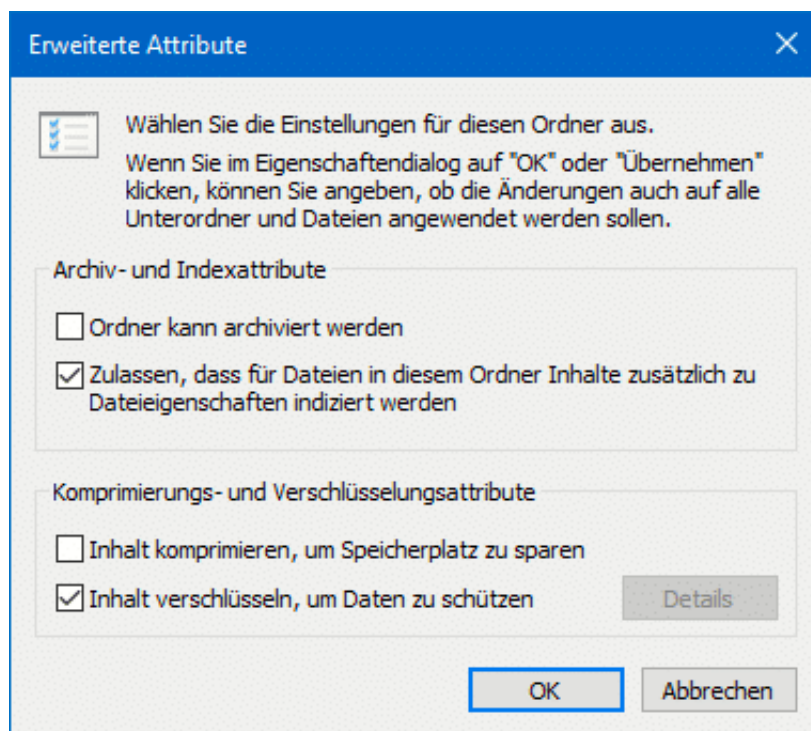 Erweiterte Attribute
Wählen Sie die Einstellungen für diesen Ordner aus.
Wenn Sie im Eigenschaftendialog auf "OK" oder "Übernehmen"
klicken, können Sie angeben, ob die Änderungen auch auf alle
Unterordner und Dateien angewendet werden sollen.
Archiv- und Indexattribute
Ordner kann archiviert werden
Zulassen, dass für Dateien in diesem Ordner Inhalte zusätzlich zu
Dateieigenschaften indiziert werden
Komprimierungs- und Verschlüsselungsattribute
Inhalt komprimieren, um Speicherplatz zu sparen
Inhalt verschlüsseln, um Daten zu schützen
Details
OK
Abbrechen